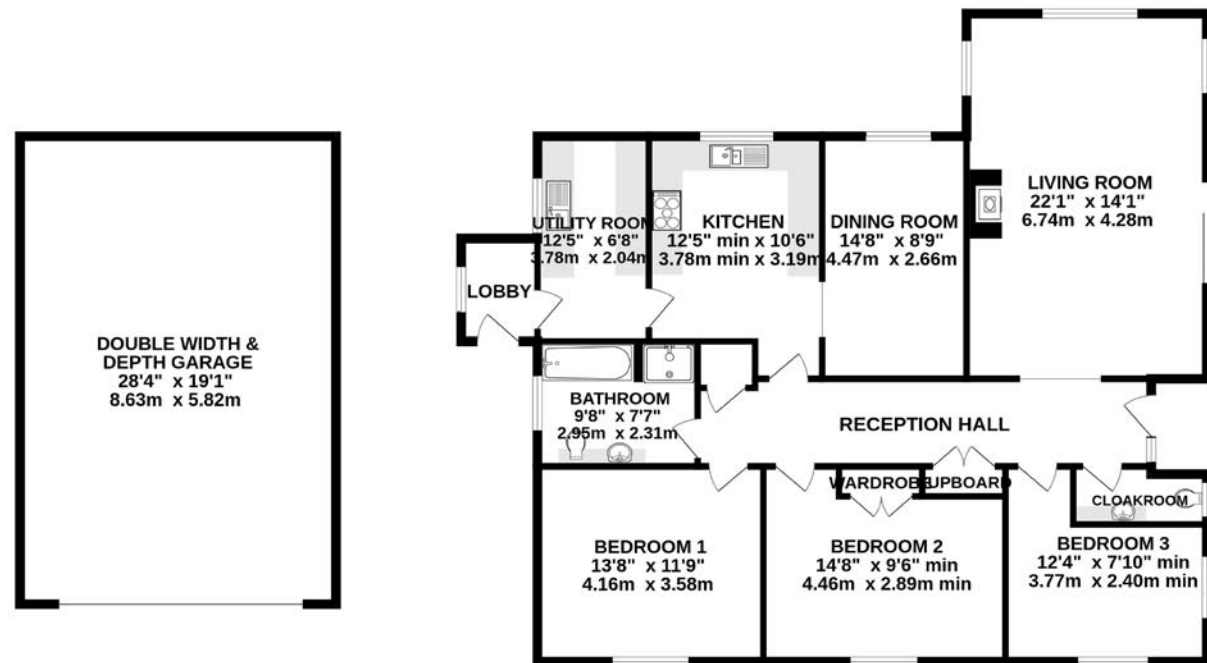 DOUBLE WIDTH &
DEPTH GARAGE
28'4" x 19'1"
8.63m x 5.82m
LOBBY
UTILITY ROOM
12'5" x 6'8"
3.78m x 2.04m
KITCHEN
12'5" min x 10'6"
3.78m min x 3.19m
DINING ROOM
14'8" x 8'9"
4.47m x 2.66m
LIVING ROOM
22'1" x 14'1"
6.74m x 4.28m
BATHROOM
9'8" x 7'7"
2.95m x 2.31m
RECEPTION HALL
WARDROBE
UPBOARD
CLOAKROOM
BEDROOM 1
13'8" x 11'9"
4.16m x 3.58m
BEDROOM 2
14'8" x 9'6" min
4.46m x 2.89m min
BEDROOM 3
12'4" x 7'10" min
3.77m x 2.40m min